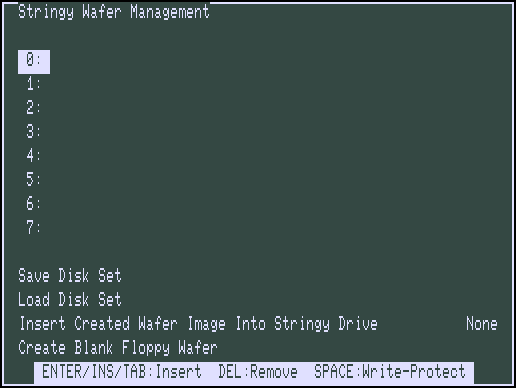 Stringy Wafer Management
0:
1:
2:
3:
4:
5:
6:
7:
Save Disk Set
Load Disk Set
Insert Created Wafer Image Into Stringy Drive None
Create Blank Floppy Wafer
ENTER/INS/TAB:Insert DEL:Remove SPACE:Write-Protect